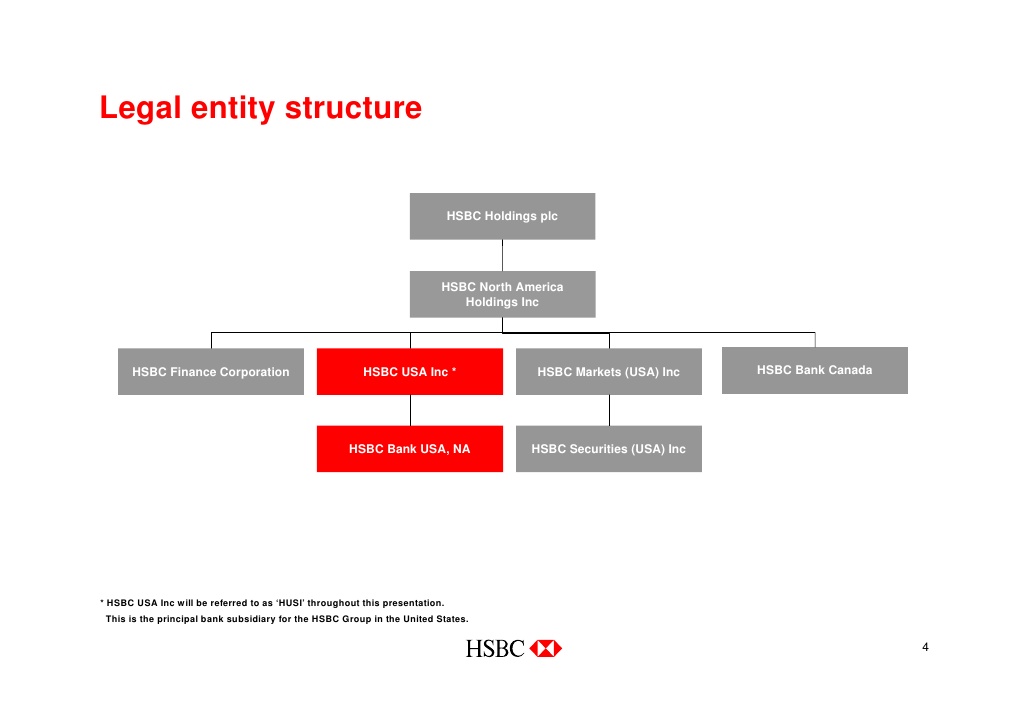 Legal entity structure
HSBC Holdings plc
HSBC North America
Holdings Inc
HSBC Finance Corporation
HSBC USA Inc *
HSBC Markets (USA) Inc
HSBC Bank Canada
HSBC Bank USA, NA
HSBC Securities (USA) Inc
* HSBC USA Inc will be referred to as ‘HUSI’ throughout this presentation.
This is the principal bank subsidiary for the HSBC Group in the United States.
HSBC
4